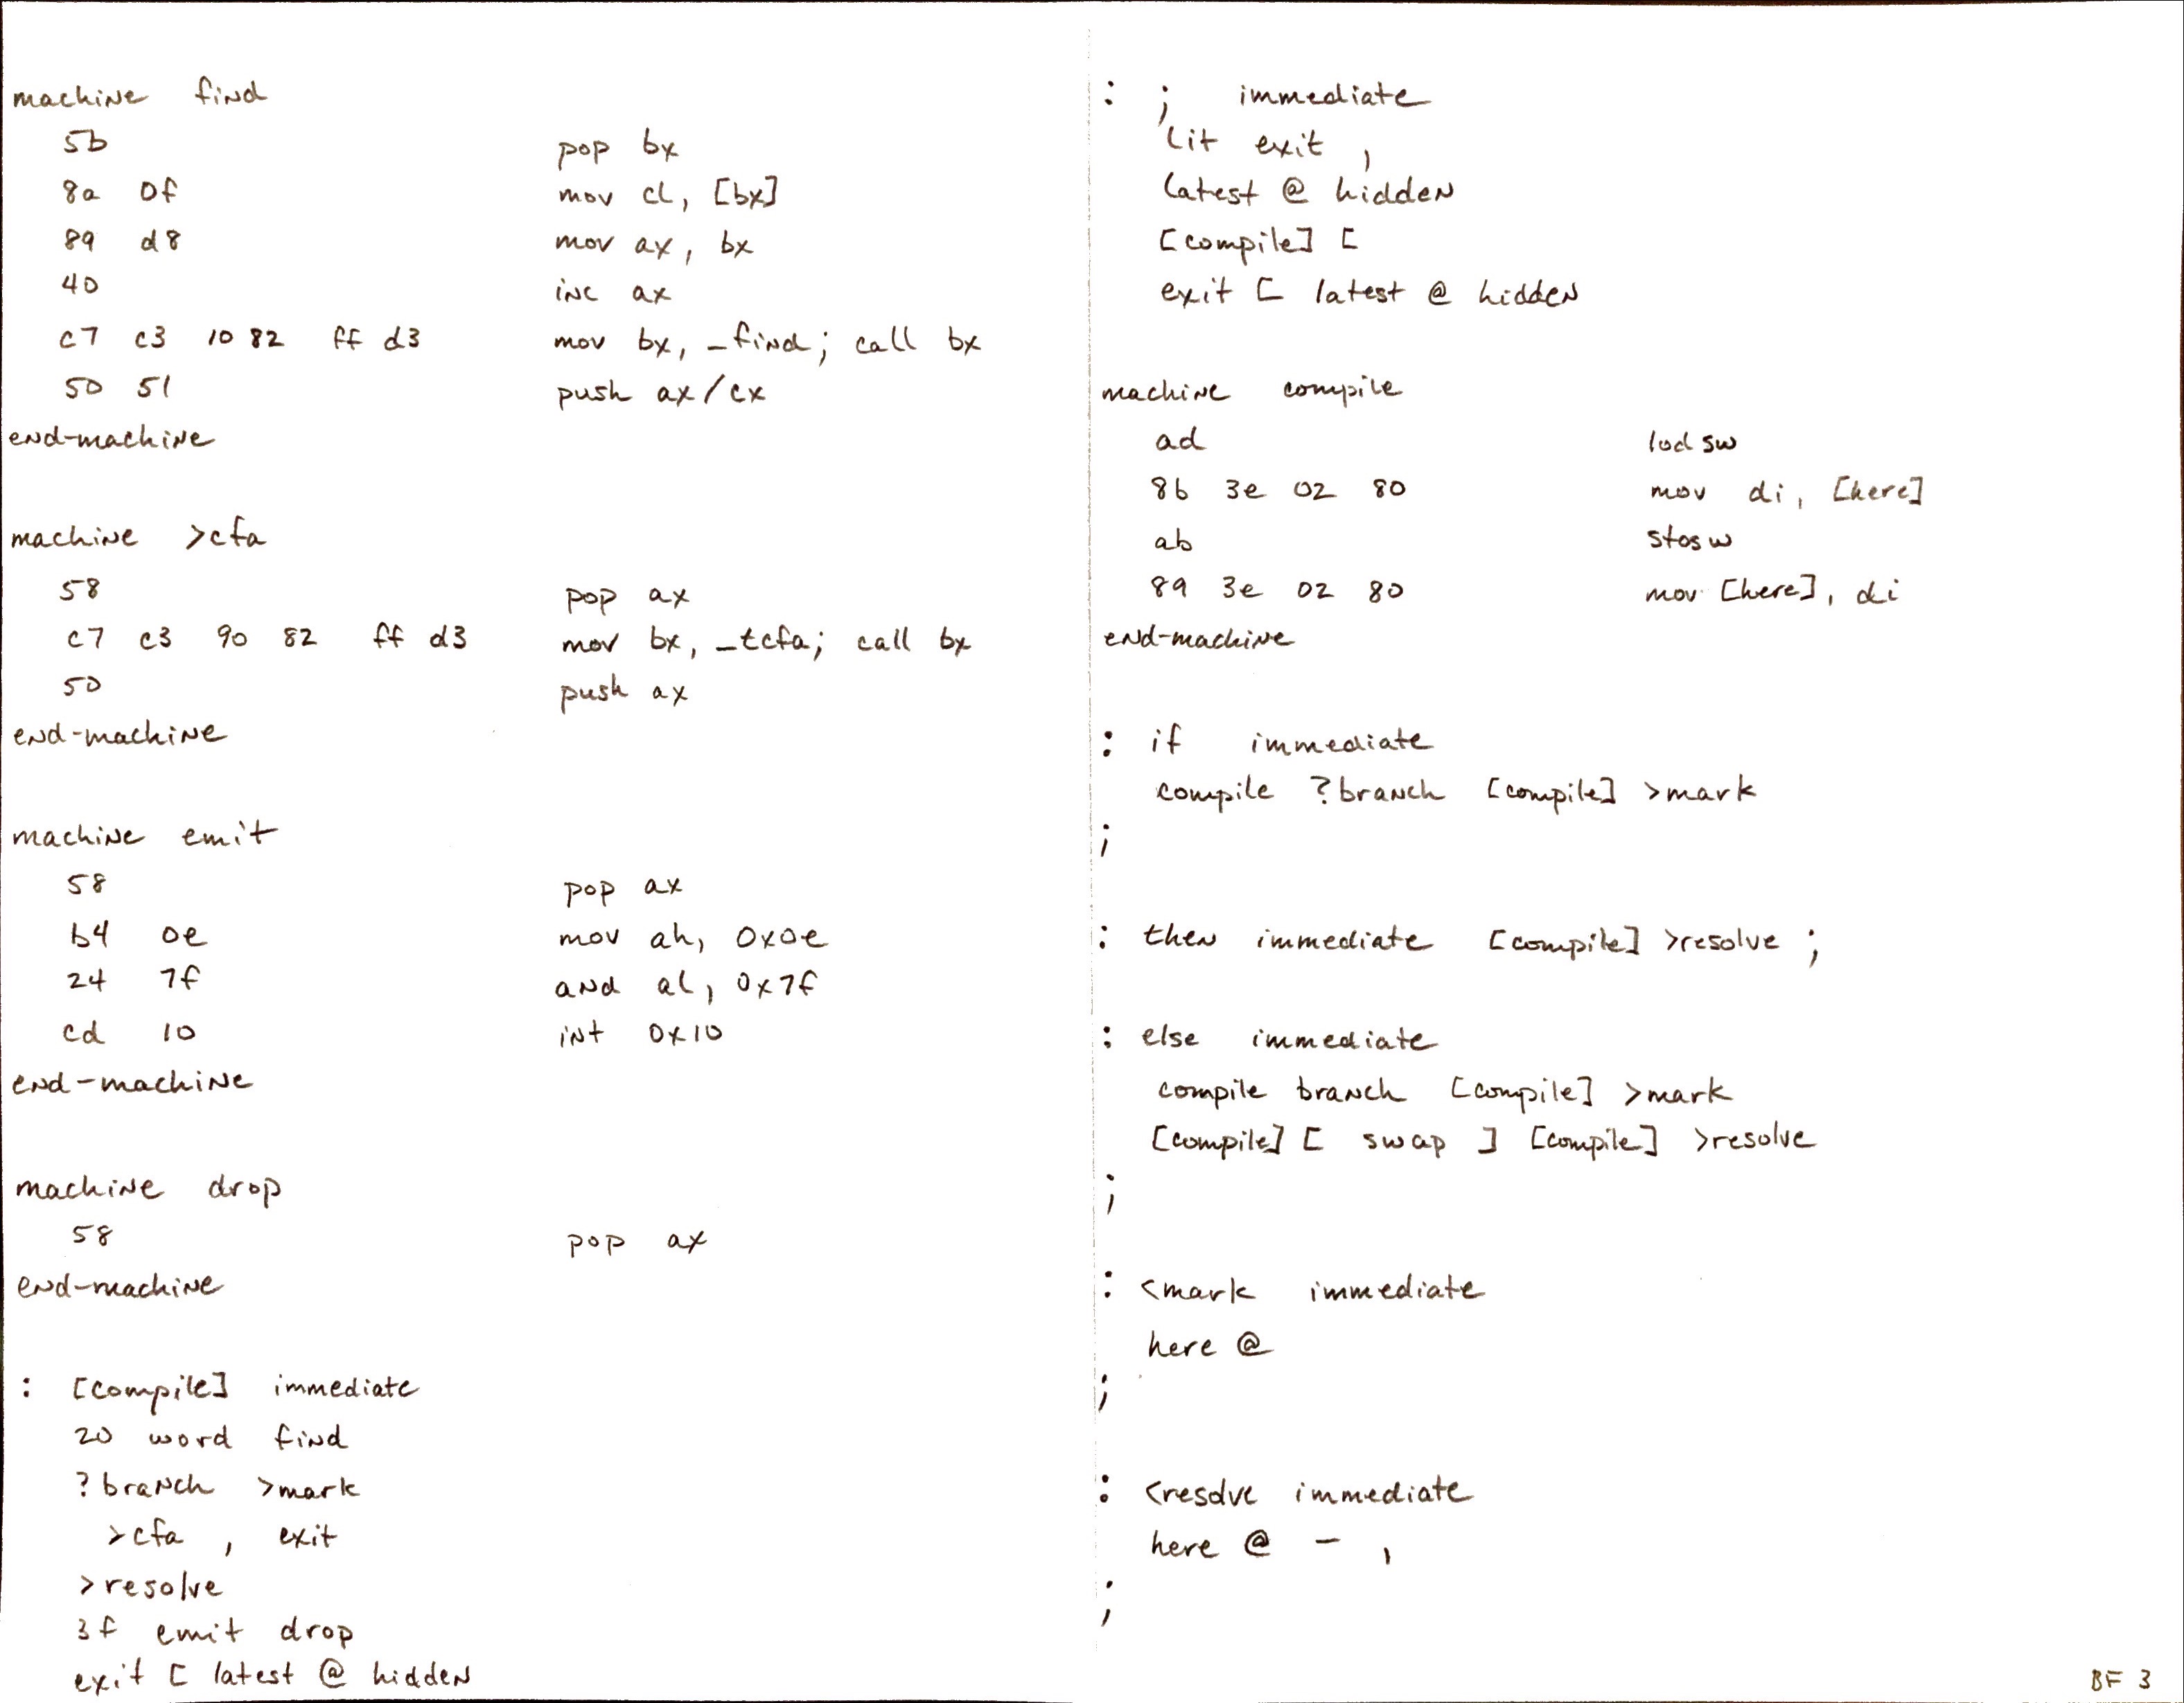 machine find
5b pop bx
8a 0f mov cl, [bx]
89 d8 mov ax, bx
40 inc ax
c7 c3 10 82 ff d3 mov bx, _find; call bx
50 51 push ax/cx
end-machine
machine >cfa
58 pop ax
c7 c3 90 82 ff d3 mov bx, _tcfa; call bx
50 push ax
end-machine
machine emit
58 pop ax
b4 0e mov ah, 0x0e
24 7f and al, 0x7f
cd 10 int 0x10
end-machine
machine drop
58 pop ax
end-machine
: [compile] immediate
20 word find
?branch >mark
>cfa , exit
>resolve
3f emit drop
exit [ latest @ hidden
: ; immediate
lit exit ,
latest @ hidden
[compile] [
exit [ latest @ hidden
machine compile
ad lodsw
8b 3e 02 80 mov di, [here]
ab stosw
89 3e 02 80 mov [here], di
end-machine
: if immediate
compile ?branch [compile] >mark
;
: then immediate [compile] >resolve ;
: else immediate
compile branch [compile] >mark
[compile] [ swap ] [compile] >resolve
;
: <mark immediate
here @
;
: <resolve immediate
here @ - ,
;
BF 3